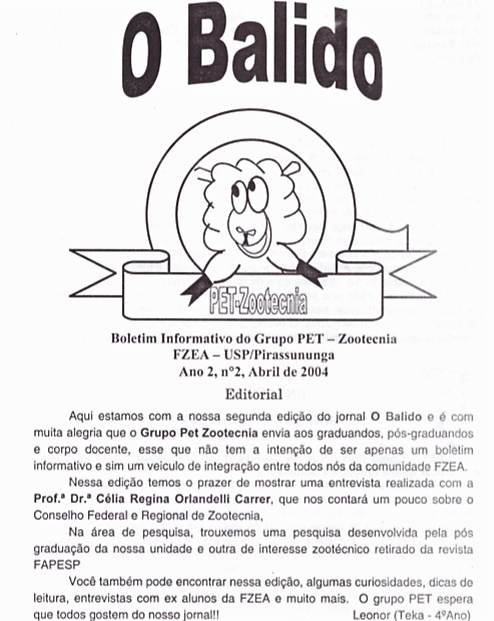 O Balido
PET-Zootecnia
Boletim Informativo do Grupo PET – Zootecnia
FZEA – USP/Pirassununga
Ano 2, nº2, Abril de 2004
Editorial
Aqui estamos com a nossa segunda edição do jornal O Balido e é com
muita alegria que o Grupo Pet Zootecnia envia aos graduandos, pós-graduandos
e corpo docente, esse que não tem a intenção de ser apenas um boletim
informativo e sim um veiculo de integração entre todos nós da comunidade FZEA.
Nessa edição temos o prazer de mostrar uma entrevista realizada com a
Prof.ª Dr.ª Célia Regina Orlandelli Carrer, que nos contará um pouco sobre o
Conselho Federal e Regional de Zootecnia,
Na área de pesquisa, trouxemos uma pesquisa desenvolvida pela pós
graduação da nossa unidade e outra de interesse zootécnico retirado da revista
FAPESP
Você também pode encontrar nessa edição, algumas curiosidades, dicas de
leitura, entrevistas com ex alunos da FZEA e muito mais. O grupo PET espera
que todos gostem do nosso jornal!! Leonor (Teka - 4ºAno)